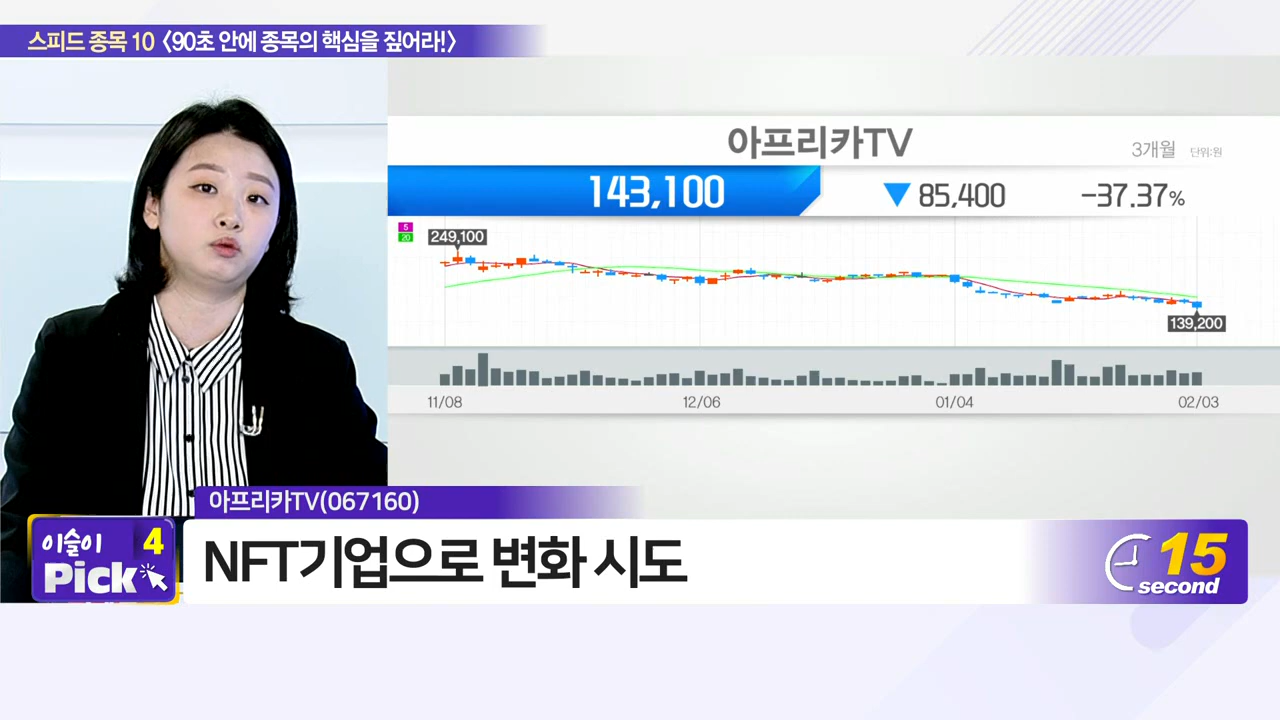 스피드 종목 10 <90초 안에 종목의 핵심을 짚어라!>
아프리카TV
3개월 단위:원
143,100 ▼ 85,400 -37.37%
5
20
249,100
139,200
11/08 12/06 01/04 02/03
아프리카TV(067160)
이슬이 4
Pick
NFT기업으로 변화 시도
15
second